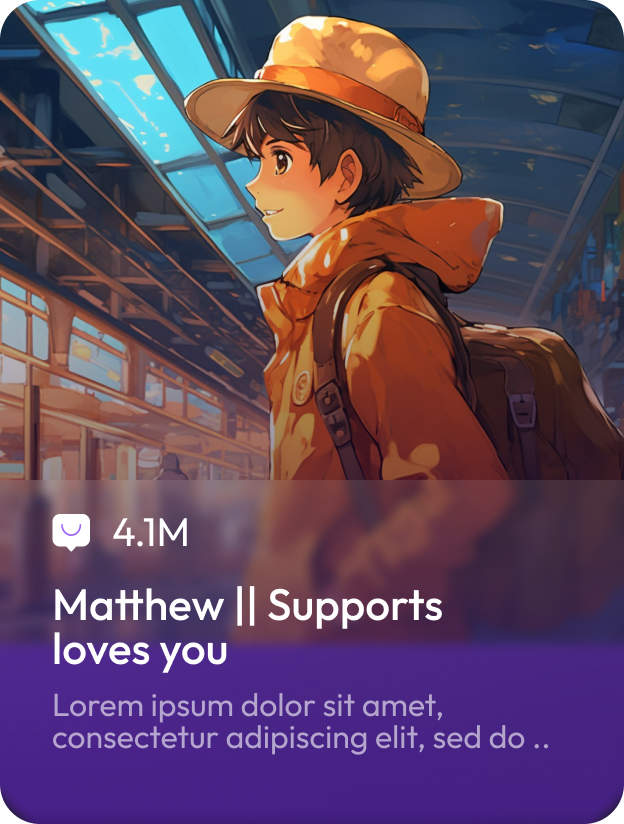 4.1M
Matthew || Supports
loves you
Lorem ipsum dolor sit amet,
consectetur adipiscing elit, sed do ..